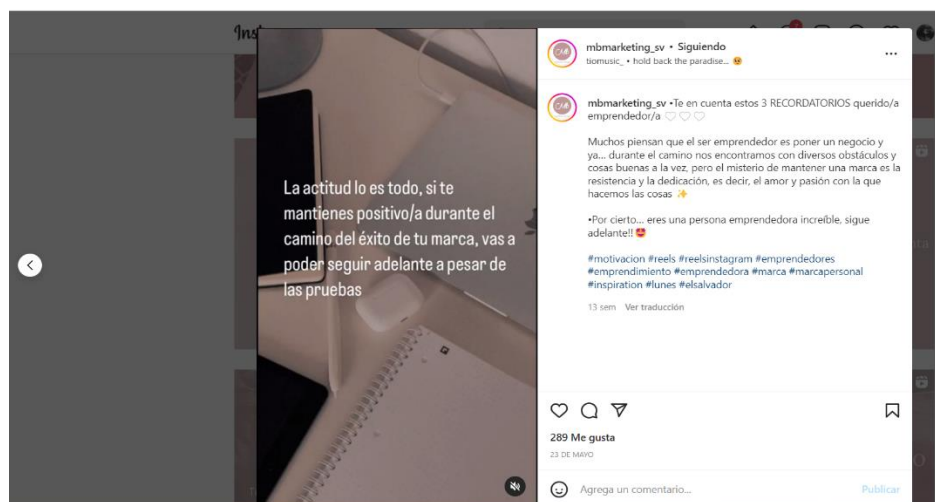 Ins
La actitud lo es todo, si te
mantienes positivo/a durante el
camino del éxito de tu marca, vas a
poder seguir adelante a pesar de
las pruebas
mbmarketing_sv • Siguiendo
tiomusic_ • hold back the paradise...
mbmarketing_sv •Te en cuenta estos 3 RECORDATORIOS querido/a
emprendedor/a
Muchos piensan que el ser emprendedor es poner un negocio y
ya... durante el camino nos encontramos con diversos obstáculos y
cosas buenas a la vez, pero el misterio de mantener una marca es la
resistencia y la dedicación, es decir, el amor y pasión con la que
hacemos las cosas ✨
•Por cierto... eres una persona emprendedora increíble, sigue
adelante!! 🤩
#motivacion #reels #reelsinstagram #emprendedores
#emprendimiento #emprendedora #marca #marcapersonal
#inspiration #lunes #elsalvador
13 sem Ver traducción
289 Me gusta
23 DE MAYO
Agrega un comentario...
Publicar